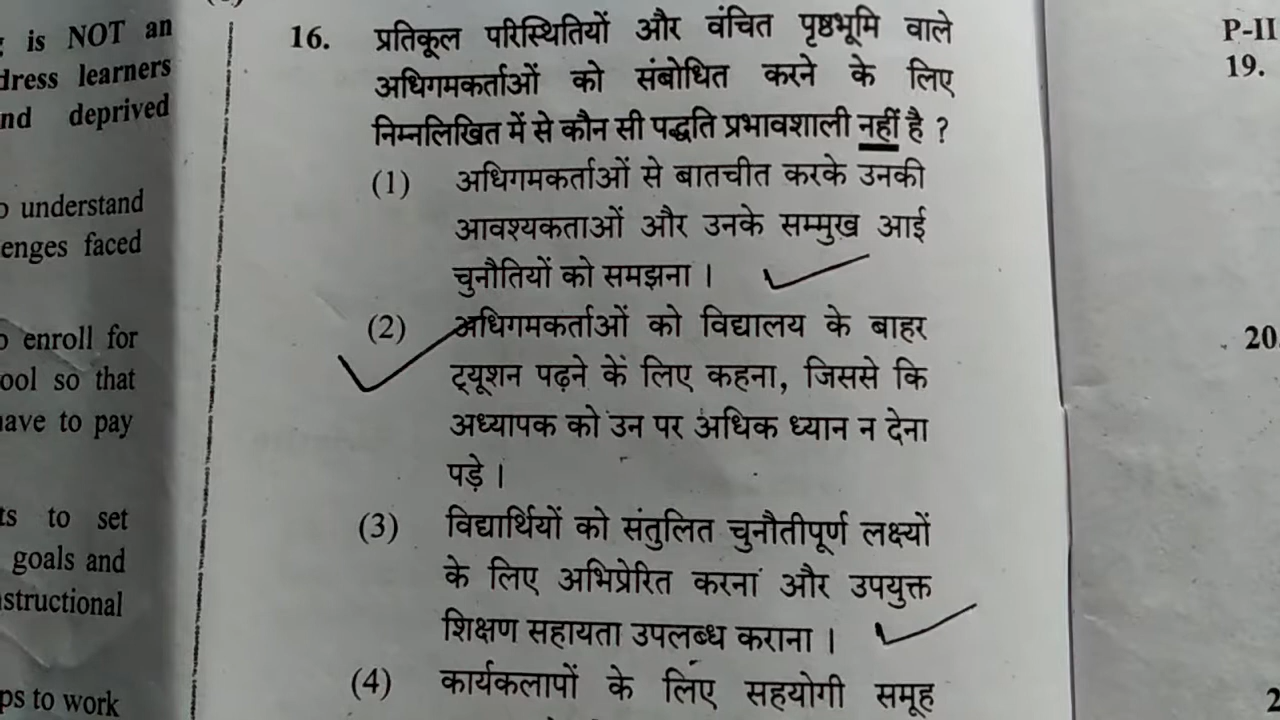 is NOT an
dress learners
nd deprived
understand
enges faced
enroll for
ool so that
have to pay
ts to set
goals and
structional
ps to work
16. प्रतिकूल परिस्थितियों और वंचित पृष्ठभूमि वाले
अधिगमकर्ताओं को संबोधित करने के लिए
निम्नलिखित में से कौन सी पद्धति प्रभावशाली नहीं है ?
(1) अधिगमकर्ताओं से बातचीत करके उनकी
आवश्यकताओं और उनके सम्मुख आई
चुनौतियों को समझना ।
(2) अधिगमकर्ताओं को विद्यालय के बाहर
ट्यूशन पढ़ने कें लिए कहना, जिससे कि
अध्यापक को उन पर अधिक ध्यान न देना
पड़े ।
(3) विद्यार्थियों को संतुलित चुनौतीपूर्ण लक्ष्यों
के लिए अभिप्रेरित करना और उपयुक्त
शिक्षण सहायता उपलब्ध कराना ।
(4) कार्यकलापों के लिए सहयोगी समूह
P-II
19.
20.
2